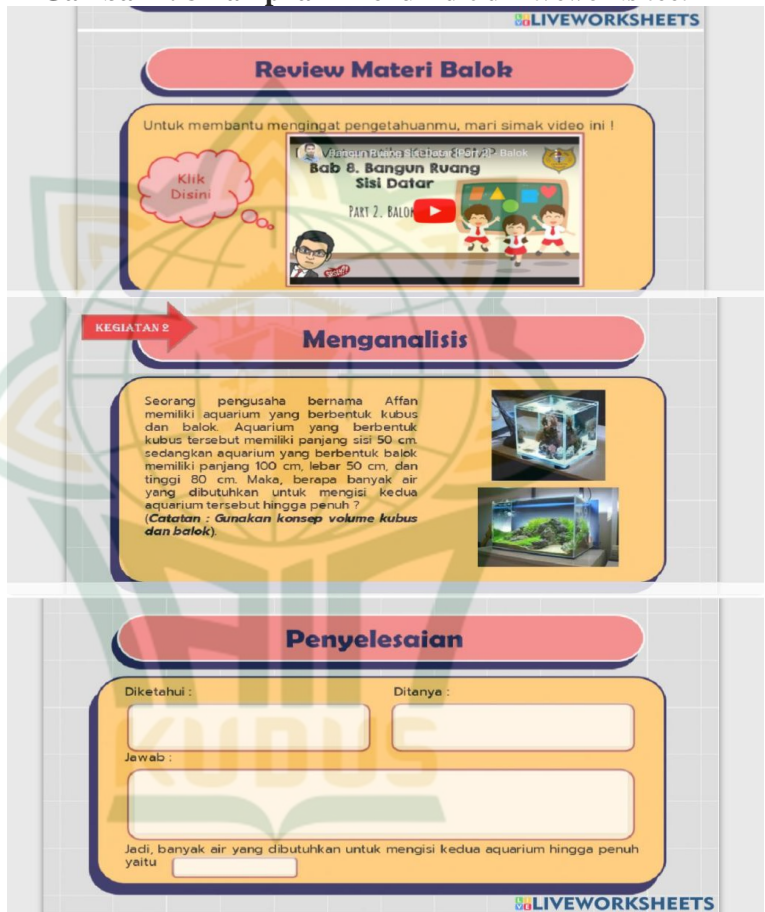 LIVEWORKSHEETS
Review Materi Balok
Untuk membantu mengingat pengetahuanmu, mari simak video ini !
Klik
Disini
Bab 8. Bangun Ruang
Sisi Datar
PART 2. BALOK
KEGIATAN 2
Menganalisis
Seorang pengusaha bernama Affan
memiliki aquarium yang berbentuk kubus
dan balok. Aquarium yang berbentuk
kubus tersebut memiliki panjang sisi 50 cm.
sedangkan aquarium yang berbentuk balok
memiliki panjang 100 cm, lebar 50 cm, dan
tinggi 80 cm. Maka, berapa banyak air
yang dibutuhkan untuk mengisi kedua
aquarium tersebut hingga penuh ?
(Catatan : Gunakan konsep volume kubus
dan balok).
Penyelesaian
Diketahui :
Ditanya :
Jawab :
Jadi, banyak air yang dibutuhkan untuk mengisi kedua aquarium hingga penuh
yaitu
KUDUS
LIVEWORKSHEETS